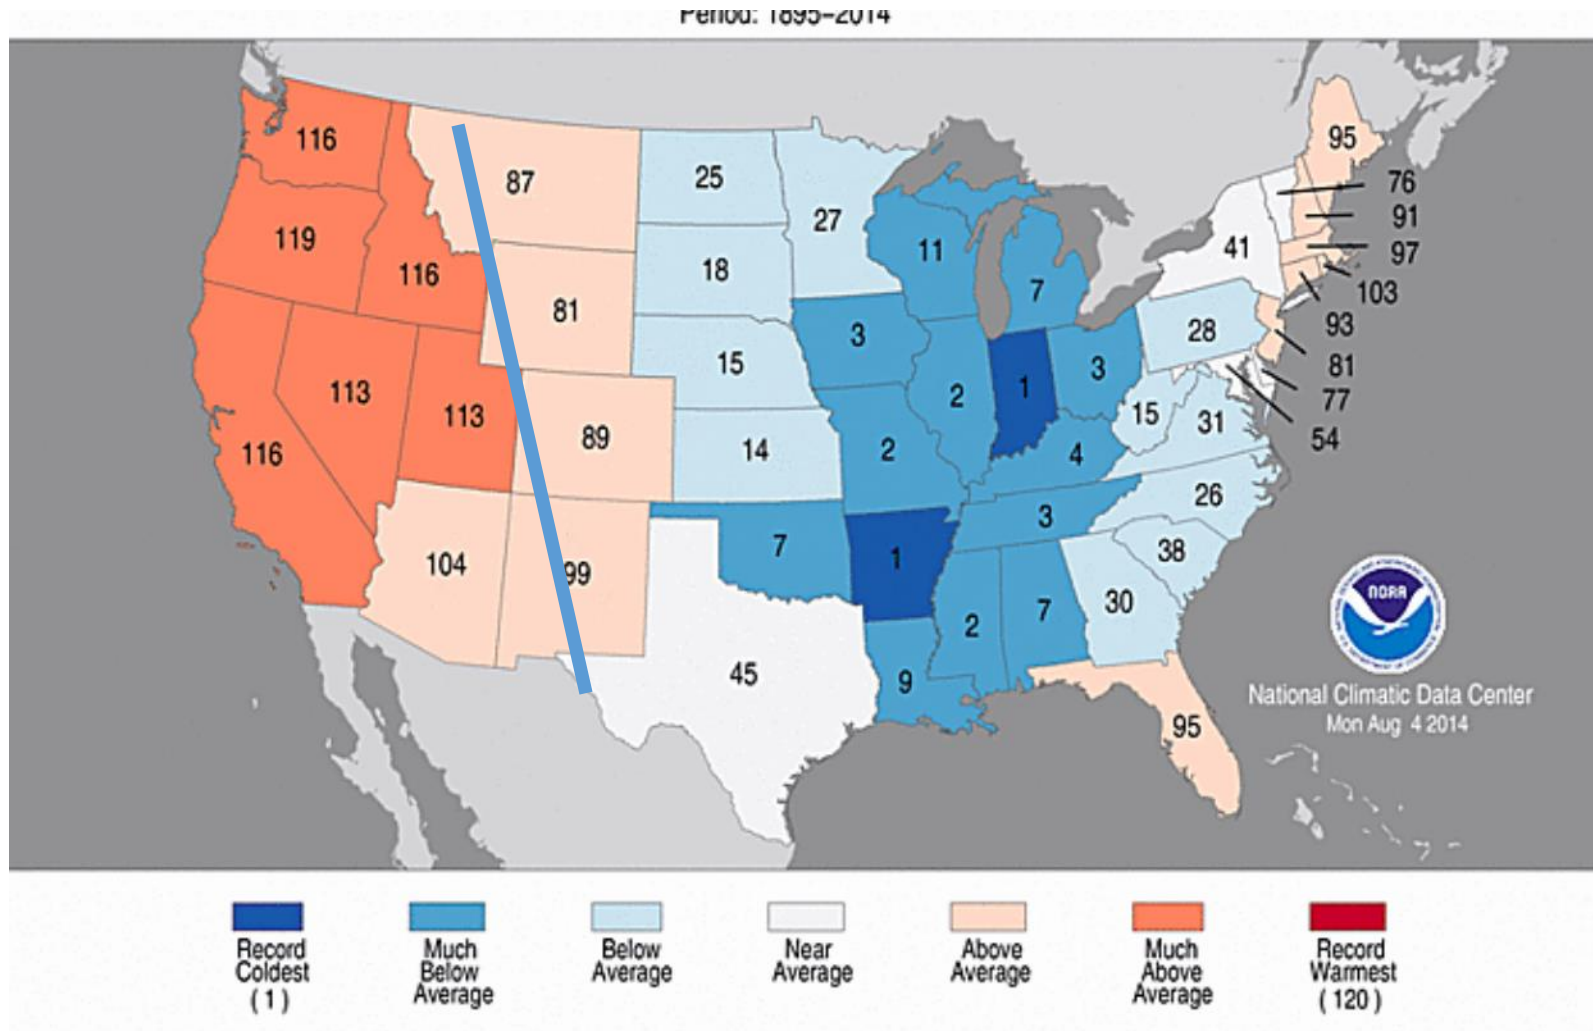 Period: 1895–2014
116
87
25
27
95
76
91
119
116
18
11
7
41
97
103
81
3
28
93
81
113
113
15
2
1
3
77
54
116
89
14
2
4
15
31
104
99
7
1
3
26
38
45
9
2
7
30
95
NOAA
National Climatic Data Center
Mon Aug 4 2014
Record
Coldest
(1)
Much
Below
Average
Below
Average
Near
Average
Above
Average
Much
Above
Average
Record
Warmest
(120)